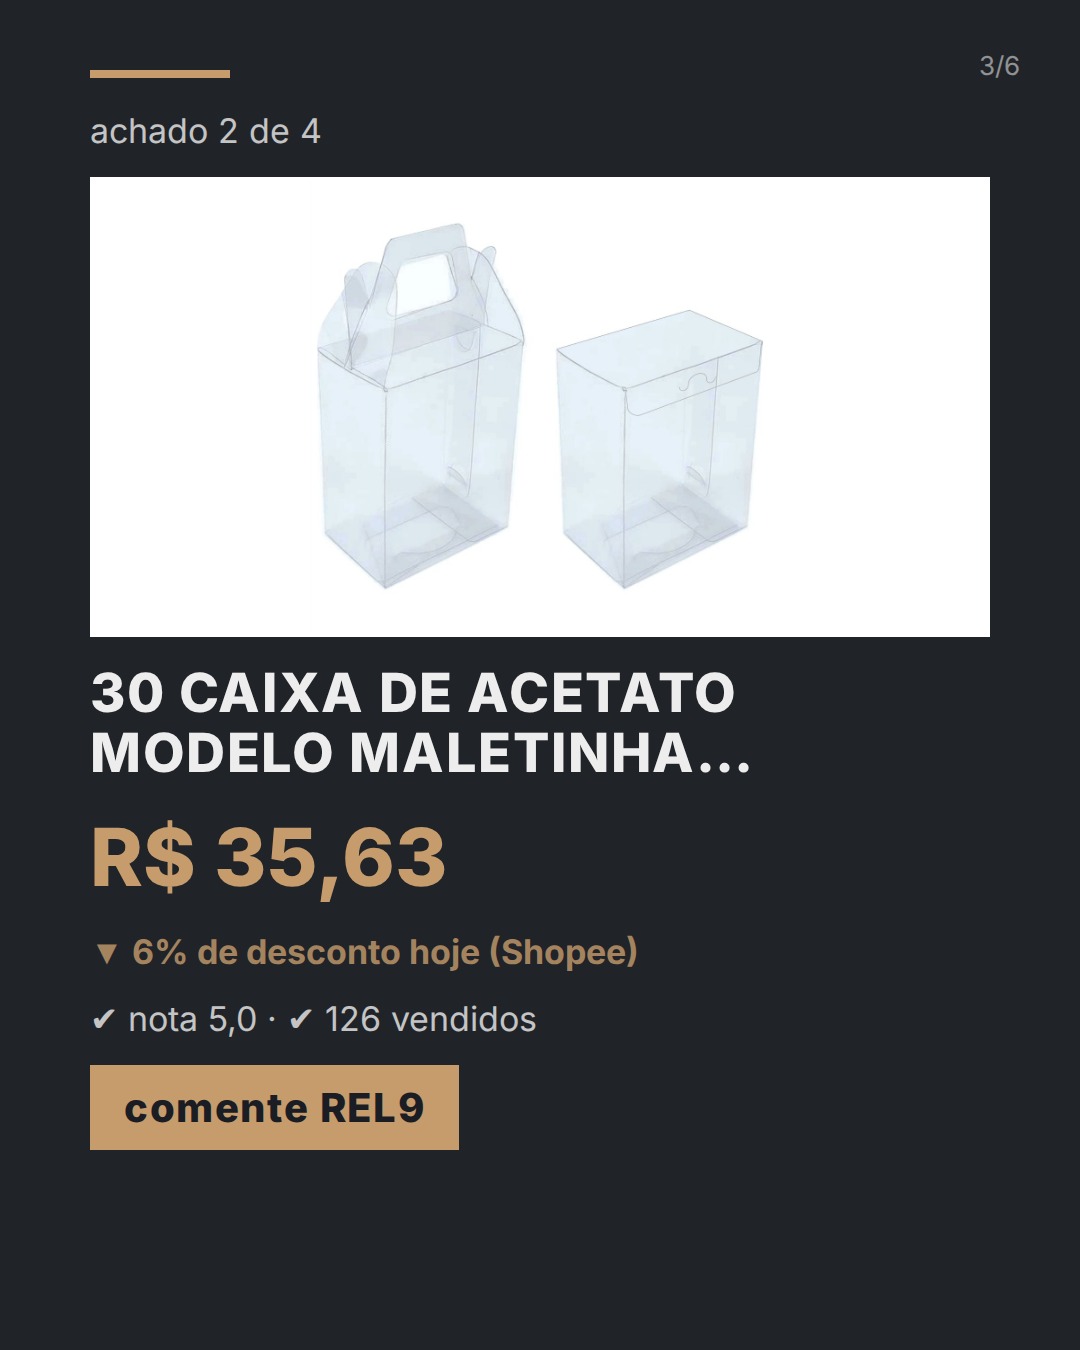 3/6
achado 2 de 4
30 CAIXA DE ACETATO
MODELO MALETINHA...
R$ 35,63
▼ 6% de desconto hoje (Shopee)
✔ nota 5,0 · ✔ 126 vendidos
comente REL9